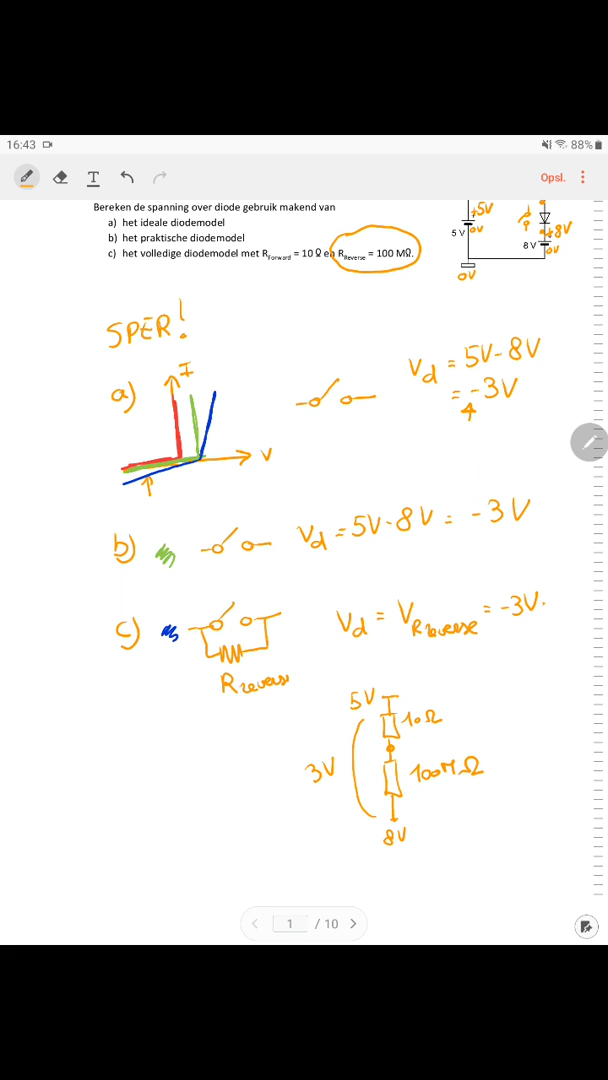 16:43 88%
T Opsl.
Bereken de spanning over diode gebruik makend van
a) het ideale diodemodel
b) het praktische diodemodel
c) het volledige diodemodel met RForward = 10 Ω en RReverse = 100 MΩ.
+5V
5 V 0V
+8V
8 V 0V
0V
SPER!
a) I
V
Vd = 5V - 8V
= -3V
b) Vd = 5V - 8V = -3V
c) Vd = VRreverse = -3V.
Rreverse
5V
10Ω
3V
100MΩ
8V
1 / 10